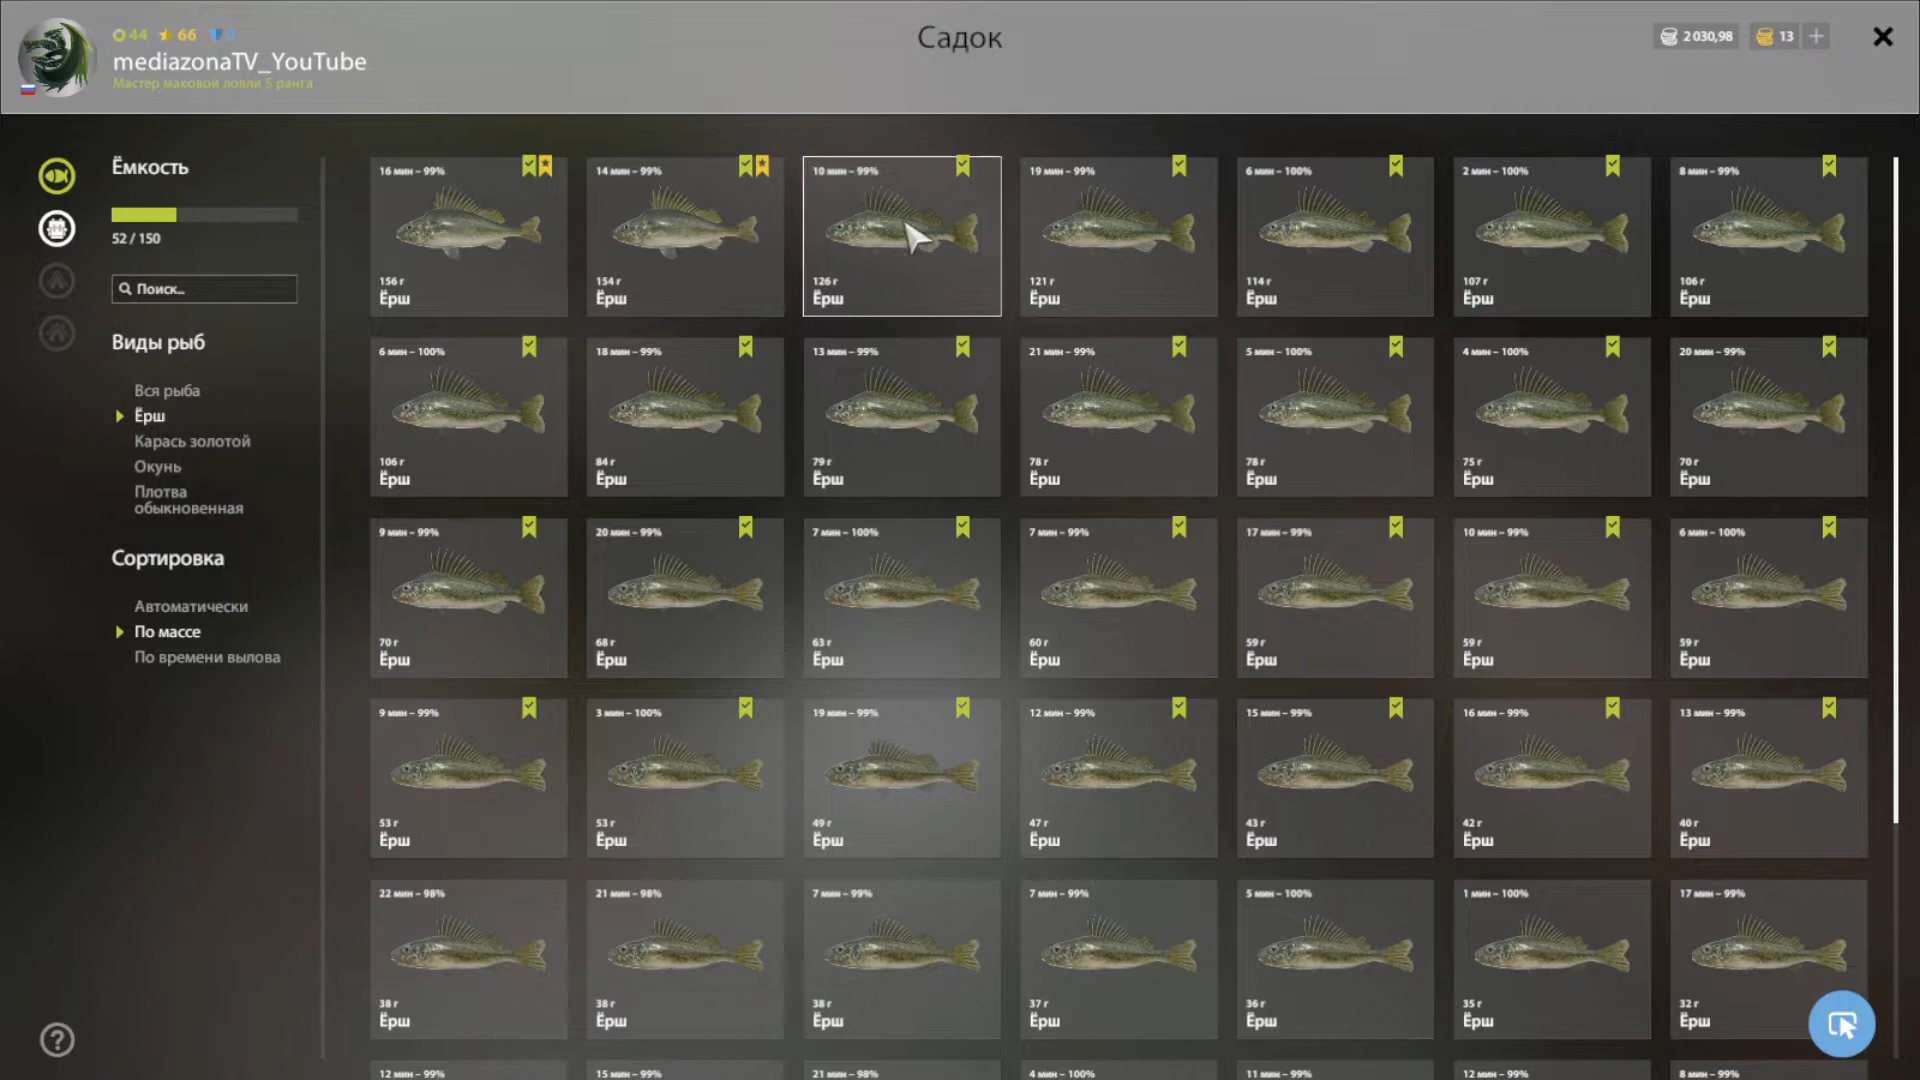 44 66 0
mediazonaTV_YouTube
Мастер маховой ловли 5 ранга
Садок
2 030,98 13 +
Ёмкость
52 / 150
Поиск...
Виды рыб
Вся рыба
Ёрш
Карась золотой
Окунь
Плотва
обыкновенная
Сортировка
Автоматически
По массе
По времени вылова
16 мин – 99% 14 мин – 99% 10 мин – 99% 19 мин – 99% 6 мин – 100% 2 мин – 100% 8 мин – 99%
156 г 154 г 126 г 121 г 114 г 107 г 106 г
Ёрш Ёрш Ёрш Ёрш Ёрш Ёрш Ёрш
6 мин – 100% 18 мин – 99% 13 мин – 99% 21 мин – 99% 5 мин – 100% 4 мин – 100% 20 мин – 99%
106 г 84 г 79 г 78 г 78 г 75 г 70 г
Ёрш Ёрш Ёрш Ёрш Ёрш Ёрш Ёрш
9 мин – 99% 20 мин – 99% 7 мин – 100% 7 мин – 99% 17 мин – 99% 10 мин – 99% 6 мин – 100%
70 г 68 г 63 г 60 г 59 г 59 г 59 г
Ёрш Ёрш Ёрш Ёрш Ёрш Ёрш Ёрш
9 мин – 99% 3 мин – 100% 19 мин – 99% 12 мин – 99% 15 мин – 99% 16 мин – 99% 13 мин – 99%
53 г 53 г 49 г 47 г 43 г 42 г 40 г
Ёрш Ёрш Ёрш Ёрш Ёрш Ёрш Ёрш
22 мин – 98% 21 мин – 98% 7 мин – 99% 7 мин – 99% 5 мин – 100% 1 мин – 100% 17 мин – 99%
38 г 38 г 38 г 37 г 36 г 35 г 32 г
Ёрш Ёрш Ёрш Ёрш Ёрш Ёрш Ёрш
12 мин – 99% 15 мин – 99% 21 мин – 98% 4 мин – 100% 11 мин – 99% 12 мин – 99% 8 мин – 99%
?